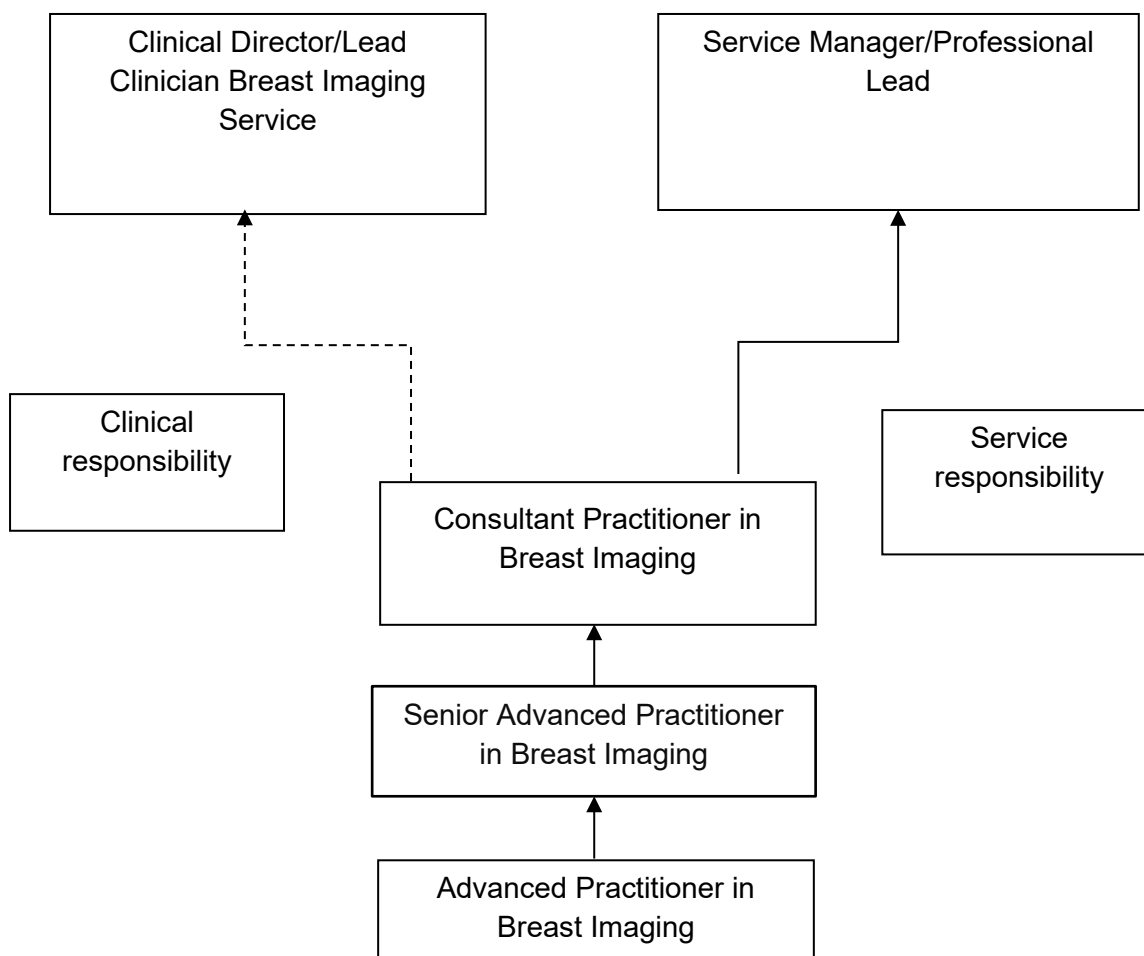 Clinical Director/Lead
Clinician Breast Imaging
Service
Service Manager/Professional
Lead
Clinical
responsibility
Service
responsibility
Consultant Practitioner in
Breast Imaging
Senior Advanced Practitioner
in Breast Imaging
Advanced Practitioner in
Breast Imaging